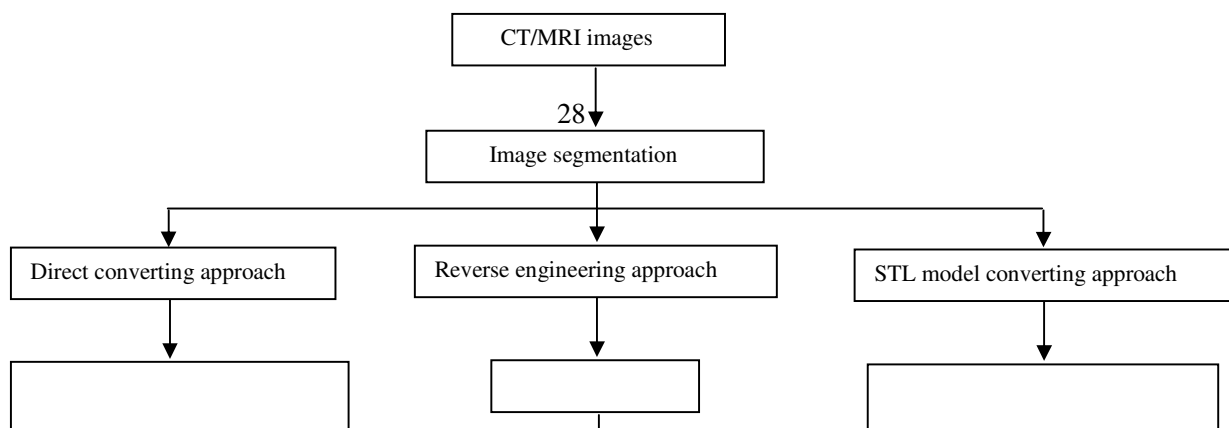 CT/MRI images
28
Image segmentation
Direct converting approach
Reverse engineering approach
STL model converting approach